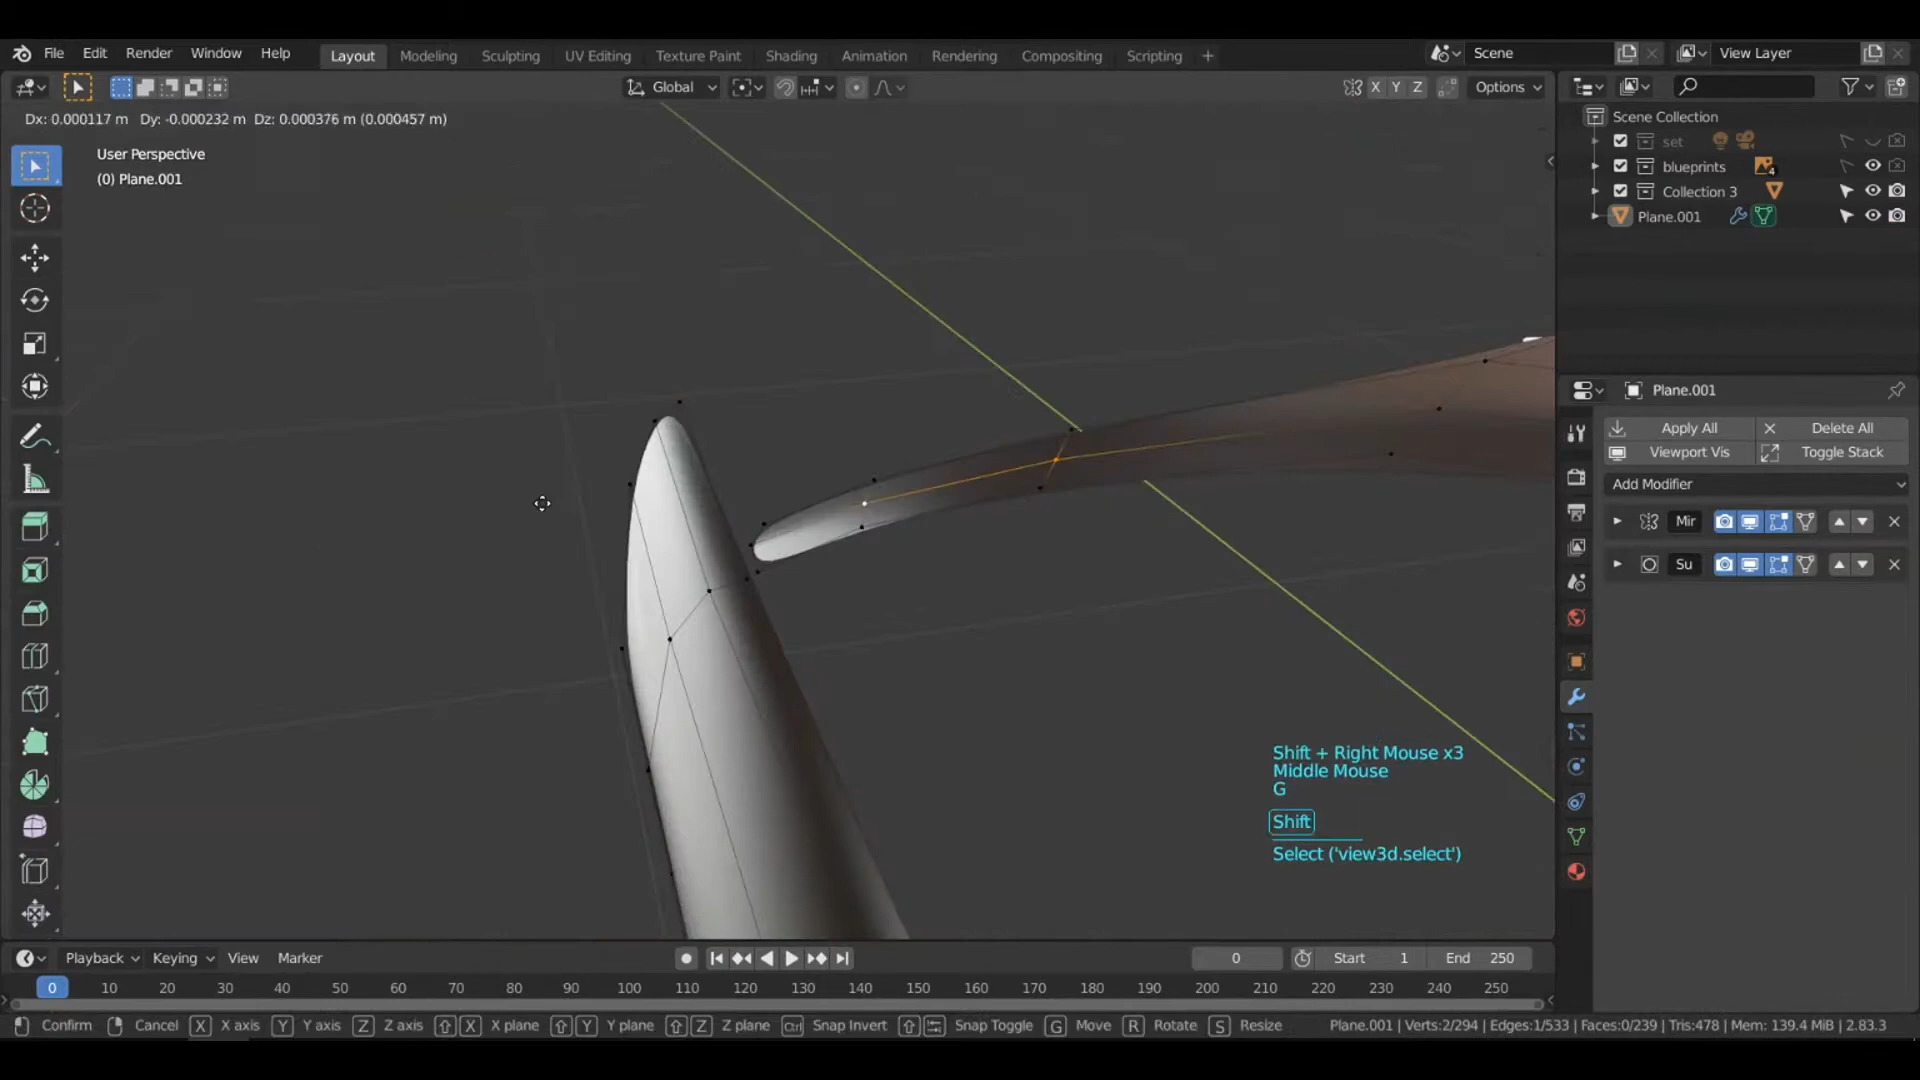 File Edit Render Window Help Layout Modeling Sculpting UV Editing Texture Paint Shading Animation Rendering Compositing Scripting + Scene View Layer
Global X Y Z Options
Dx: 0.000117 m Dy: -0.000232 m Dz: 0.000376 m (0.000457 m)
Scene Collection
User Perspective
(0) Plane.001
set
blueprints 4
Collection 3
Plane.001
Plane.001
Apply All Delete All
Viewport Vis Toggle Stack
Add Modifier
Mir
Su
Shift + Right Mouse x3
Middle Mouse
G
Shift
Select ('view3d.select')
Playback Keying View Marker 0 Start 1 End 250
0 10 20 30 40 50 60 70 80 90 100 110 120 130 140 150 160 170 180 190 200 210 220 230 240 250
Confirm Cancel X X axis Y Y axis Z Z axis X X plane Y Y plane Z Z plane Ctrl Snap Invert Snap Toggle G Move R Rotate S Resize Plane.001 | Verts:2/294 | Edges:1/533 | Faces:0/239 | Tris:478 | Mem: 139.4 MiB | 2.83.3